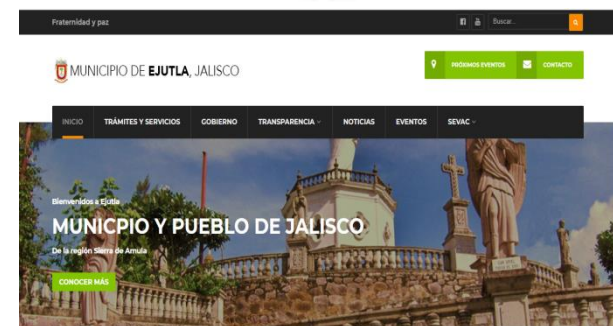 Fraternidad y paz
Buscar...
MUNICIPIO DE EJUTLA, JALISCO
PRÓXIMOS EVENTOS
CONTACTO
INICIO TRÁMITES Y SERVICIOS GOBIERNO TRANSPARENCIA NOTICIAS EVENTOS SEVAC
Bienvenidos a Ejutla
MUNICPIO Y PUEBLO DE JALISCO
De la región Sierra de Amula
CONOCER MÁS